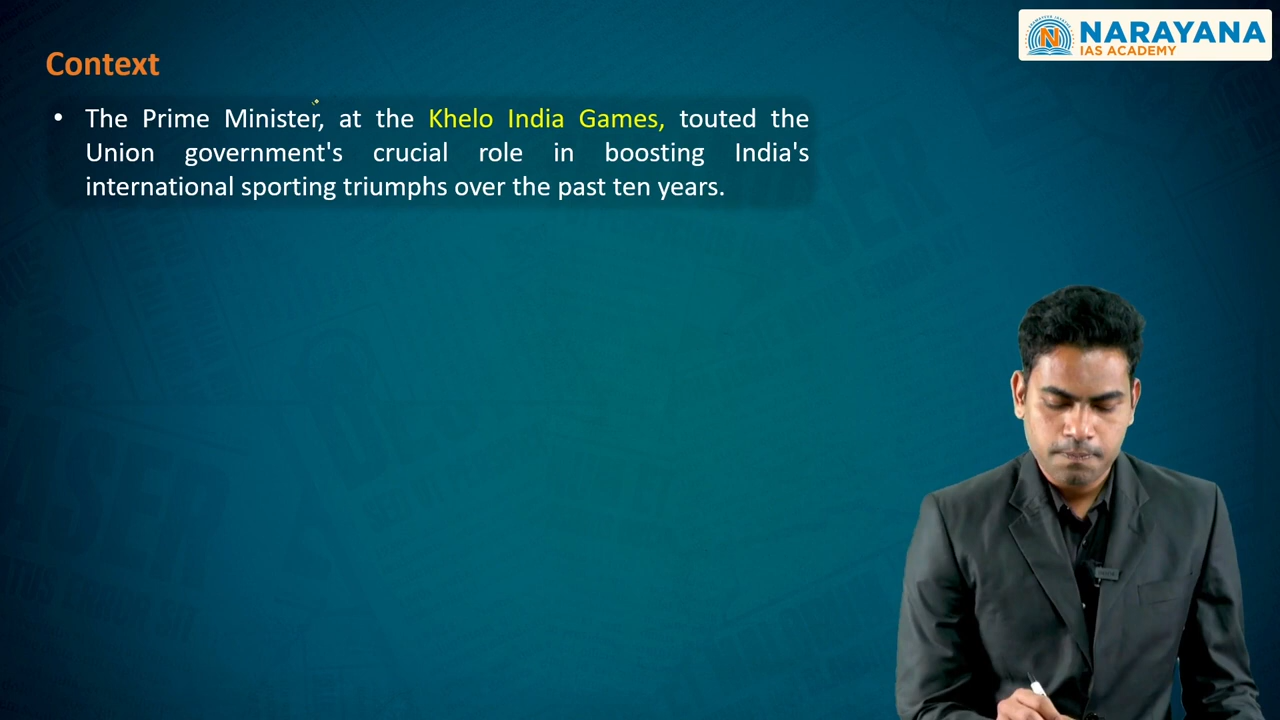 NARAYANA
IAS ACADEMY
Context
• The Prime Minister, at the Khelo India Games, touted the
Union government's crucial role in boosting India's
international sporting triumphs over the past ten years.